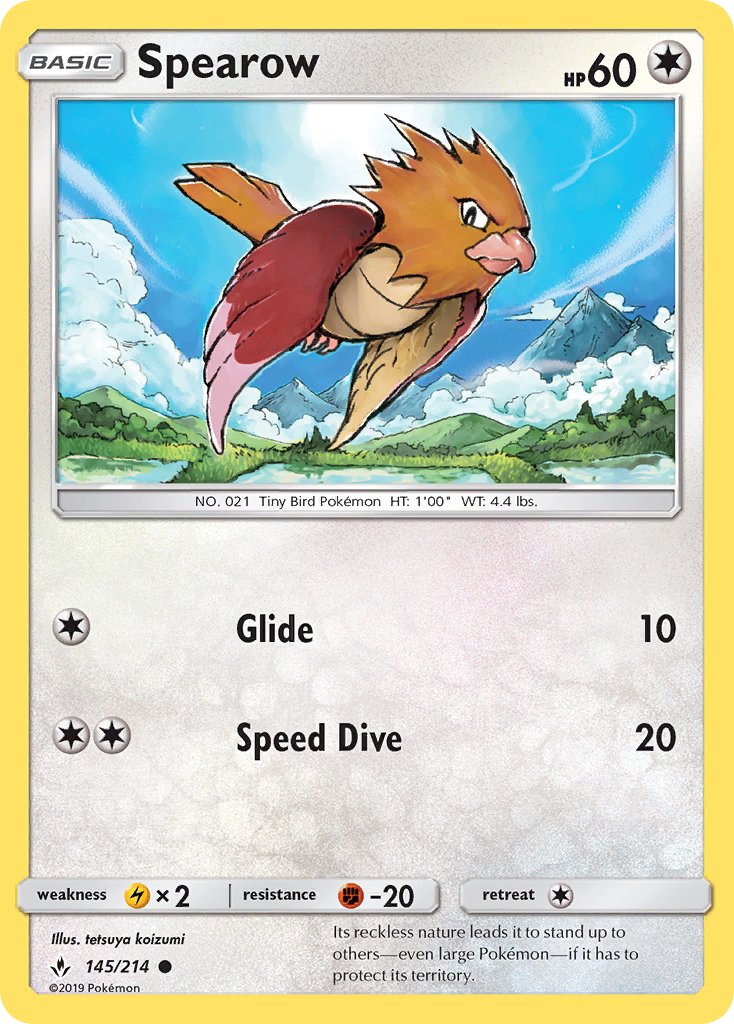 BASIC Spearow HP 60
NO. 021 Tiny Bird Pokémon HT: 1'00" WT: 4.4 lbs.
Glide 10
Speed Dive 20
weakness × 2 resistance -20 retreat
Illus. tetsuya koizumi
145/214
©2019 Pokémon
Its reckless nature leads it to stand up to
others—even large Pokémon—if it has to
protect its territory.